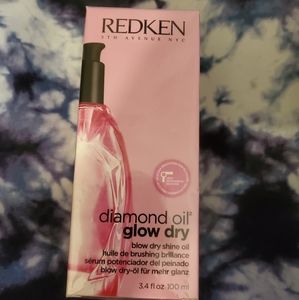 REDKEN
5TH AVENUE NYC
diamond oil®
glow dry
blow dry shine oil
huile de brushing brillance
sérum potenciador del peinado
blow dry-öl für mehr glanz
3.4 fl oz 100 ml